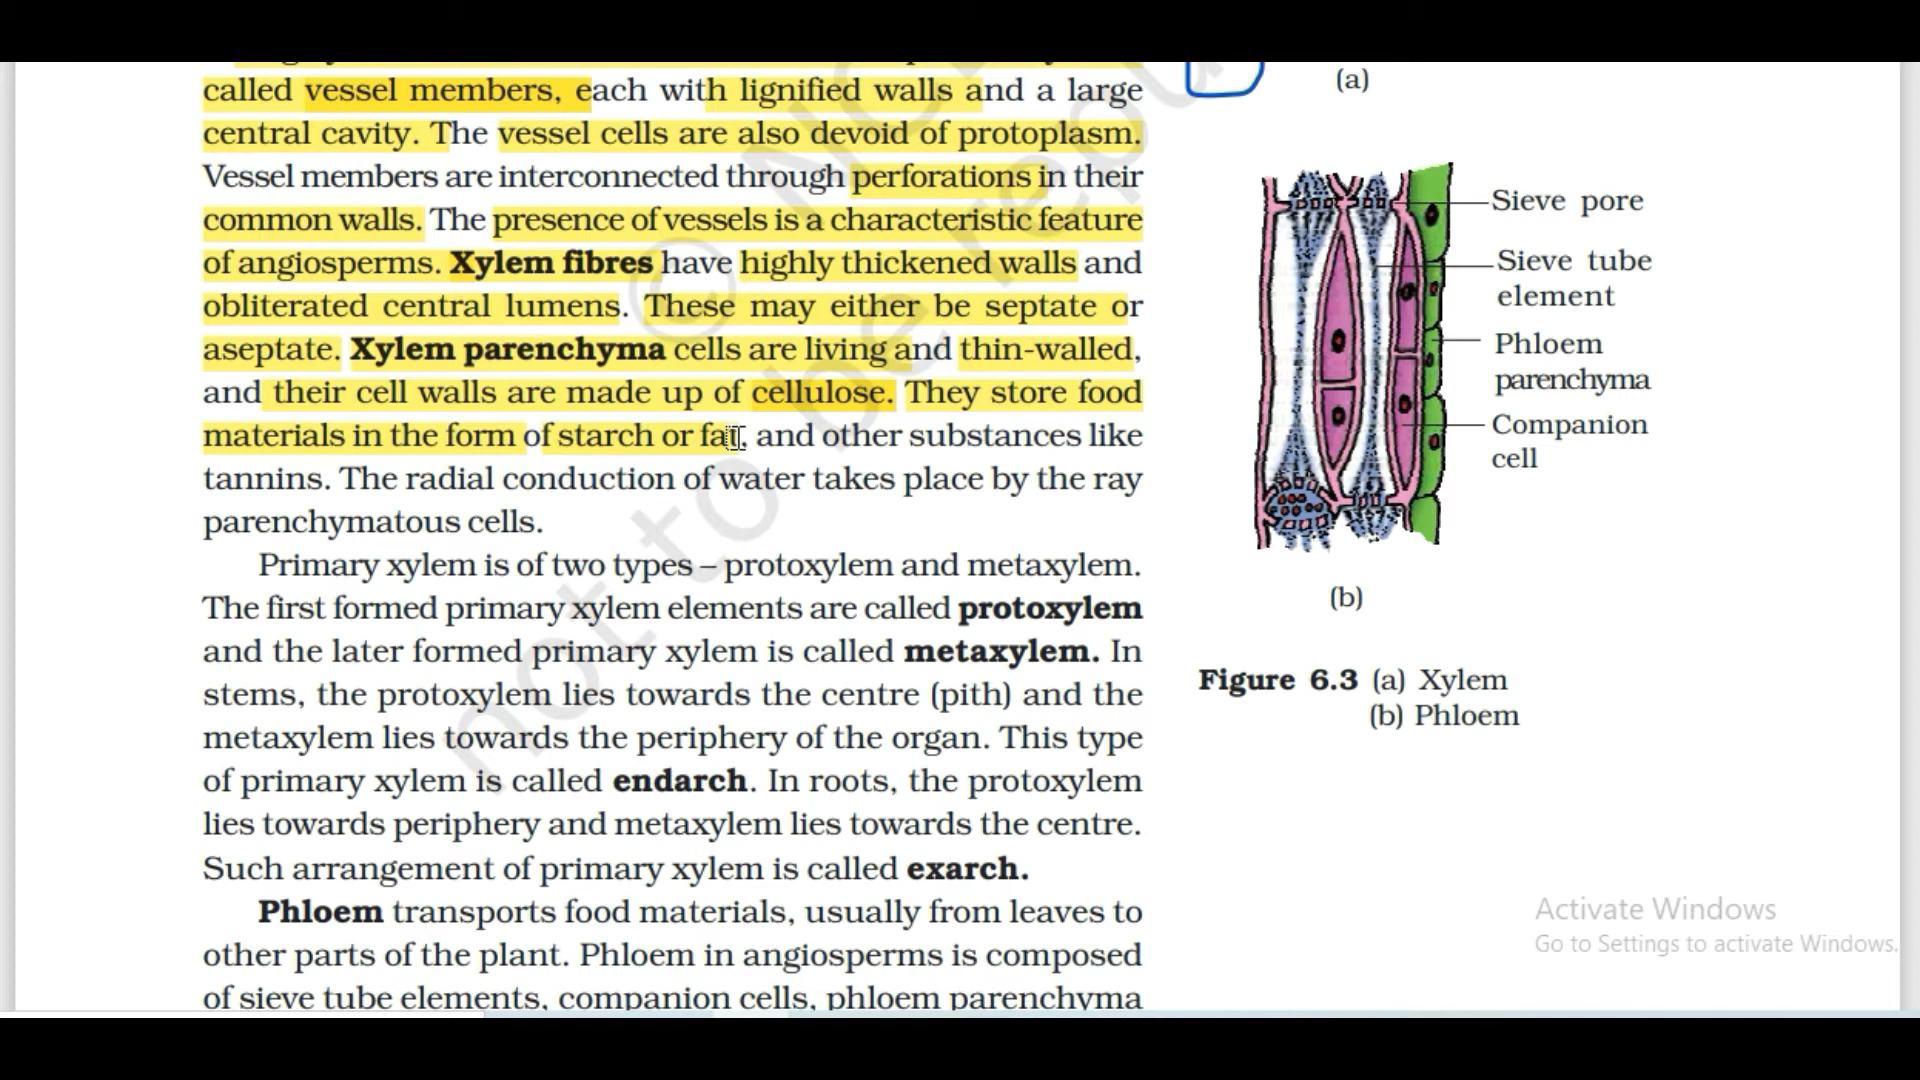 called vessel members, each with lignified walls and a large
central cavity. The vessel cells are also devoid of protoplasm.
Vessel members are interconnected through perforations in their
common walls. The presence of vessels is a characteristic feature
of angiosperms. Xylem fibres have highly thickened walls and
obliterated central lumens. These may either be septate or
aseptate. Xylem parenchyma cells are living and thin-walled,
and their cell walls are made up of cellulose. They store food
materials in the form of starch or fat, and other substances like
tannins. The radial conduction of water takes place by the ray
parenchymatous cells.
Primary xylem is of two types – protoxylem and metaxylem.
The first formed primary xylem elements are called protoxylem
and the later formed primary xylem is called metaxylem. In
stems, the protoxylem lies towards the centre (pith) and the
metaxylem lies towards the periphery of the organ. This type
of primary xylem is called endarch. In roots, the protoxylem
lies towards periphery and metaxylem lies towards the centre.
Such arrangement of primary xylem is called exarch.
Phloem transports food materials, usually from leaves to
other parts of the plant. Phloem in angiosperms is composed
of sieve tube elements, companion cells, phloem parenchyma
(a)
Sieve pore
Sieve tube
element
Phloem
parenchyma
Companion
cell
(b)
Figure 6.3 (a) Xylem
(b) Phloem
Activate Windows
Go to Settings to activate Windows.
not to be repu